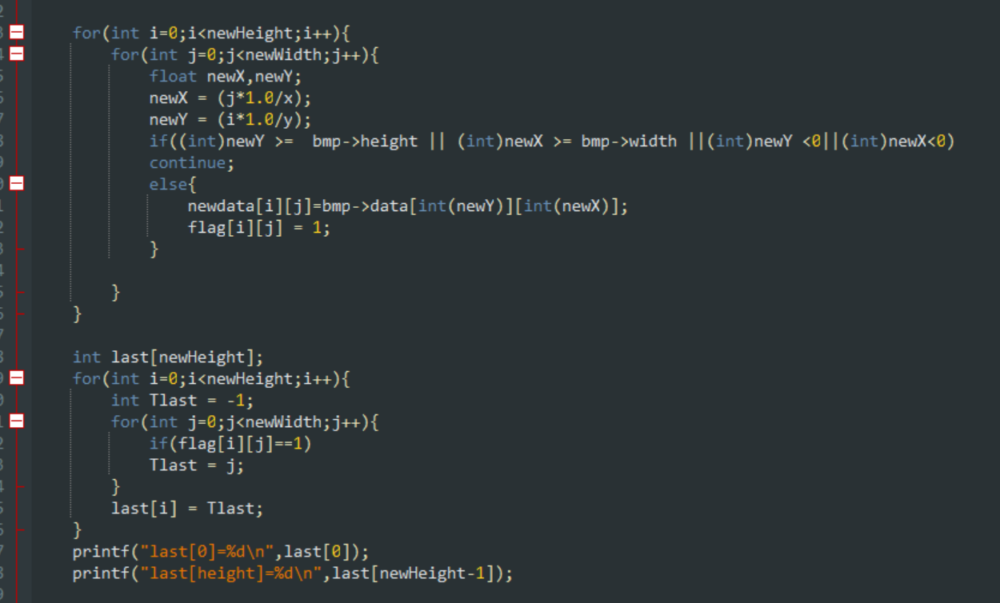 for(int i=0;i<newHeight;i++){
for(int j=0;j<newWidth;j++){
float newX,newY;
newX = (j*1.0/x);
newY = (i*1.0/y);
if((int)newY >=  bmp->height || (int)newX >= bmp->width ||(int)newY <0||(int)newX<0)
continue;
else{
newdata[i][j]=bmp->data[int(newY)][int(newX)];
flag[i][j] = 1;
}
}
}
int last[newHeight];
for(int i=0;i<newHeight;i++){
int Tlast = -1;
for(int j=0;j<newWidth;j++){
if(flag[i][j]==1)
Tlast = j;
}
last[i] = Tlast;
}
printf("last[0]=%d\n",last[0]);
printf("last[height]=%d\n",last[newHeight-1]);